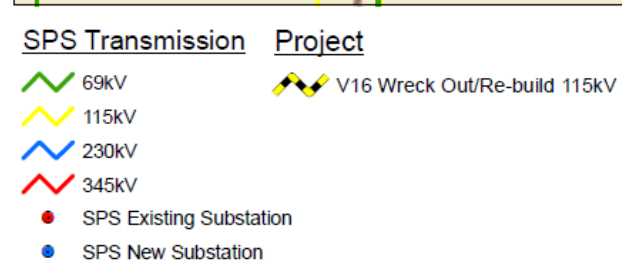 SPS Transmission Project
69kV V16 Wreck Out/Re-build 115kV
115kV
230kV
345kV
SPS Existing Substation
SPS New Substation